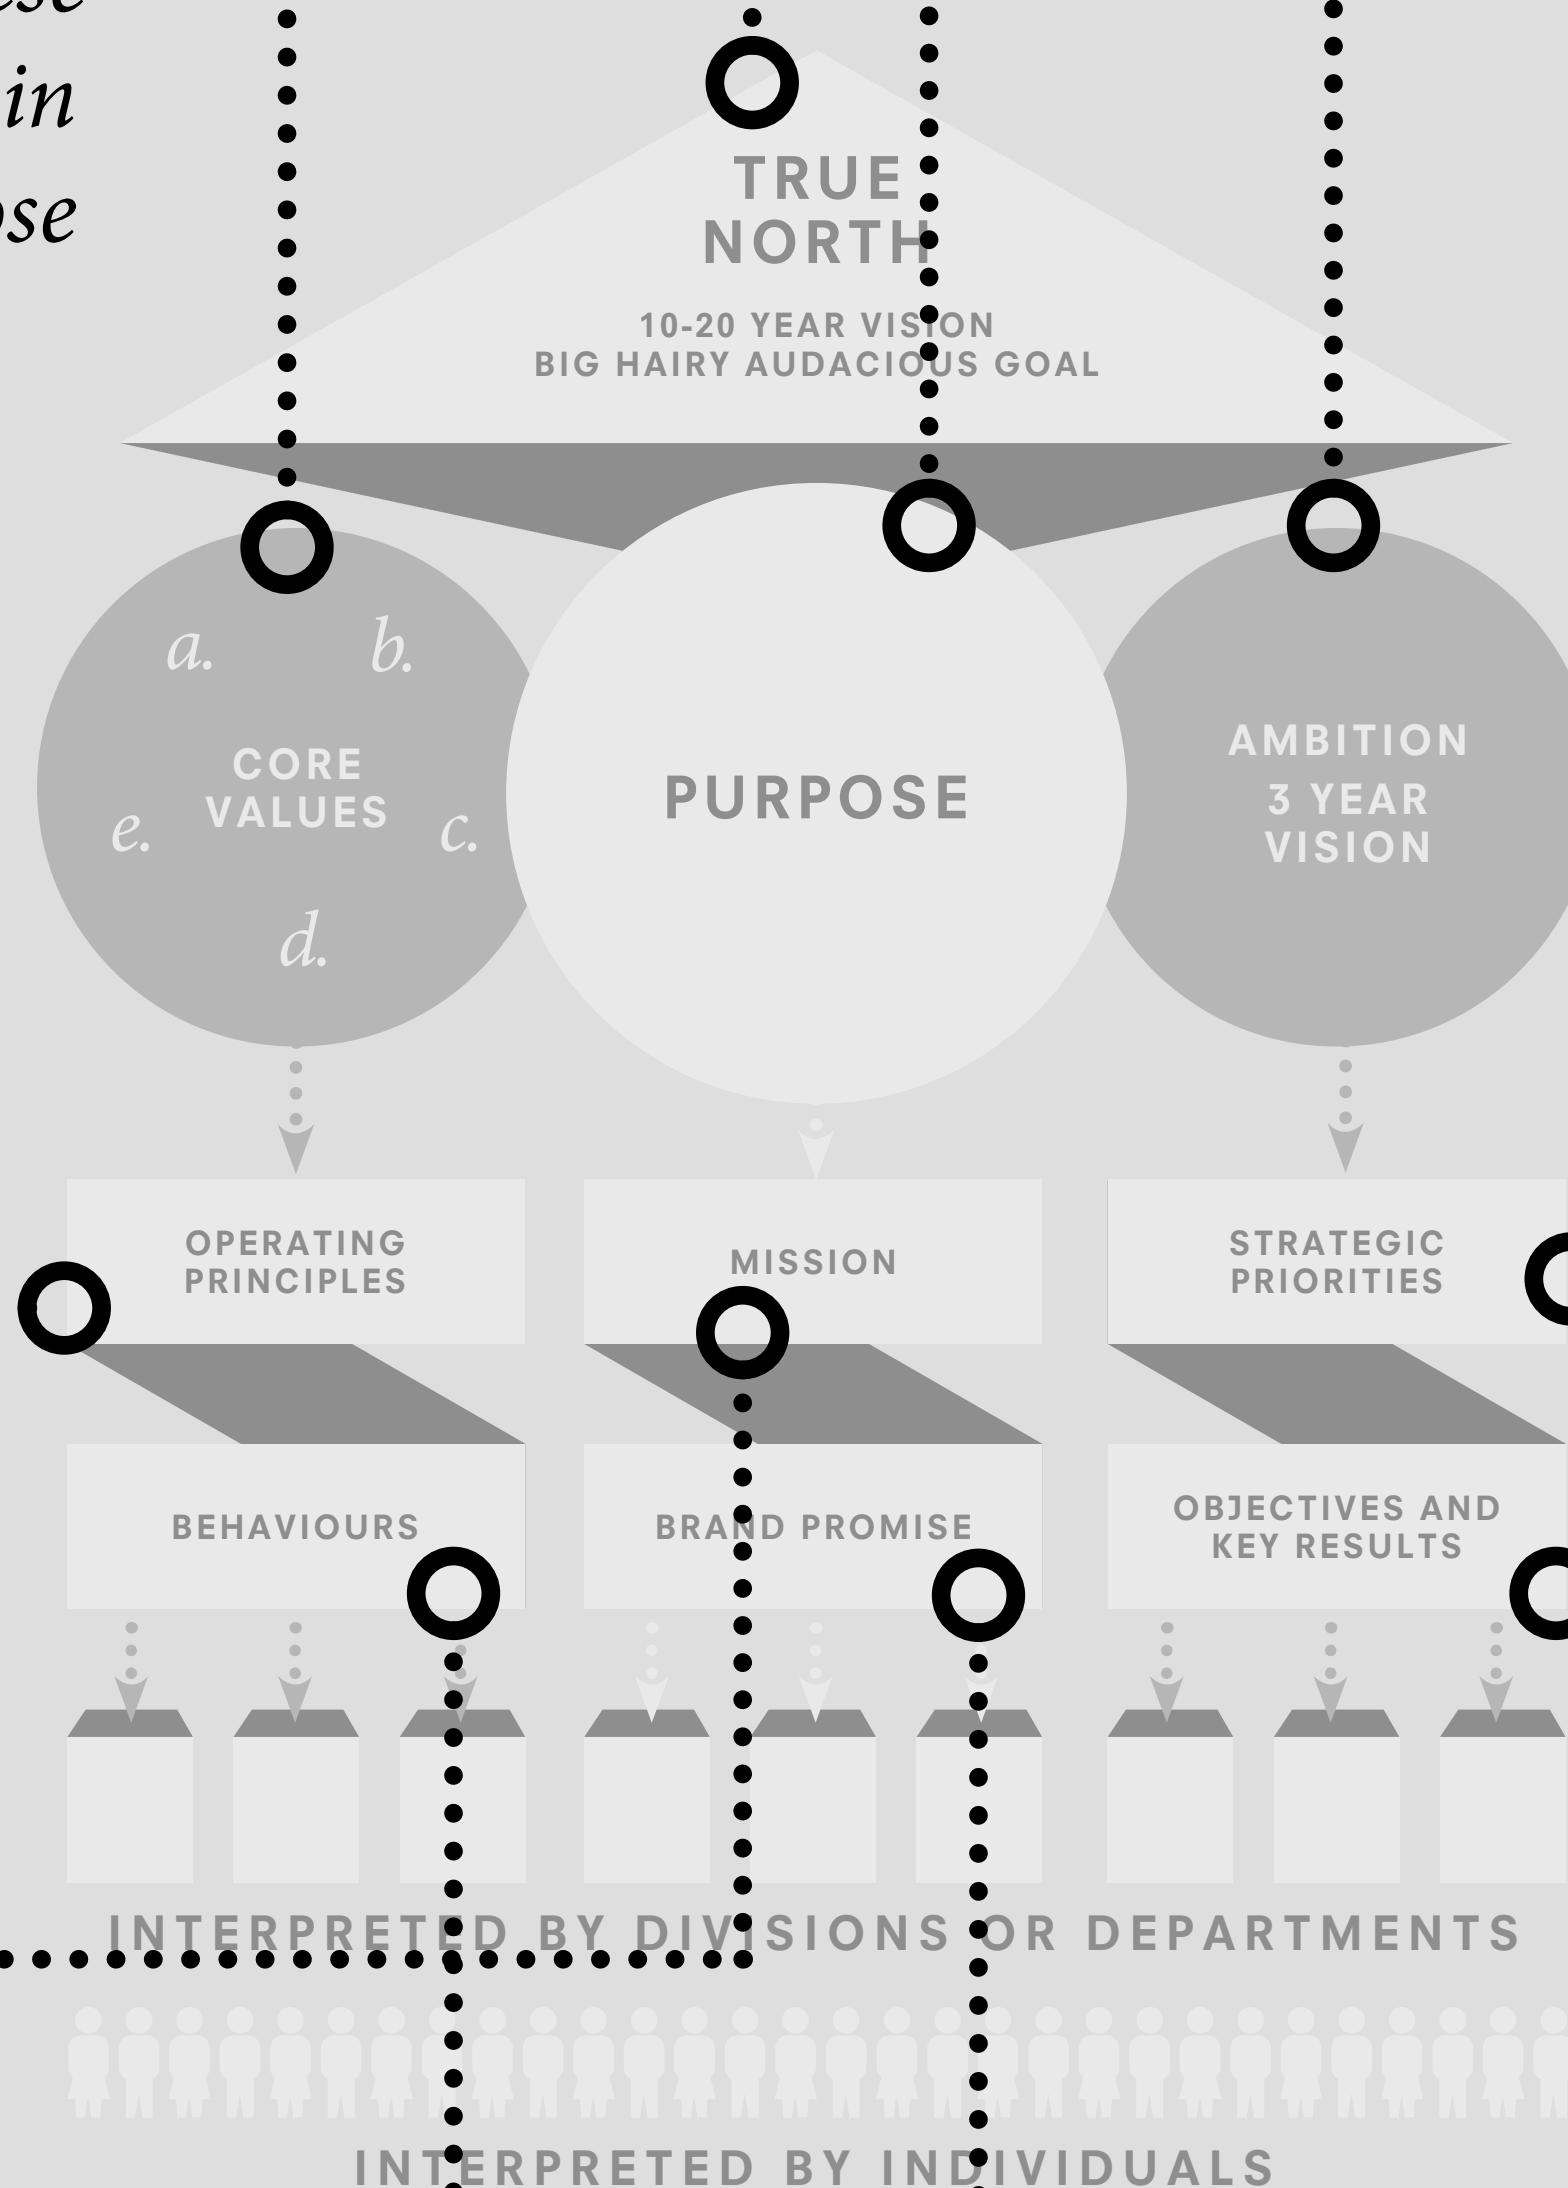 in
TRUE
NORTH
10-20 YEAR VISION
BIG HAIRY AUDACIOUS GOAL
a.
b.
CORE
VALUES
e.
c.
d.
PURPOSE
AMBITION
3 YEAR
VISION
OPERATING
PRINCIPLES
MISSION
STRATEGIC
PRIORITIES
BEHAVIOURS
BRAND PROMISE
OBJECTIVES AND
KEY RESULTS
INTERPRETED BY DIVISIONS OR DEPARTMENTS
INTERPRETED BY INDIVIDUALS